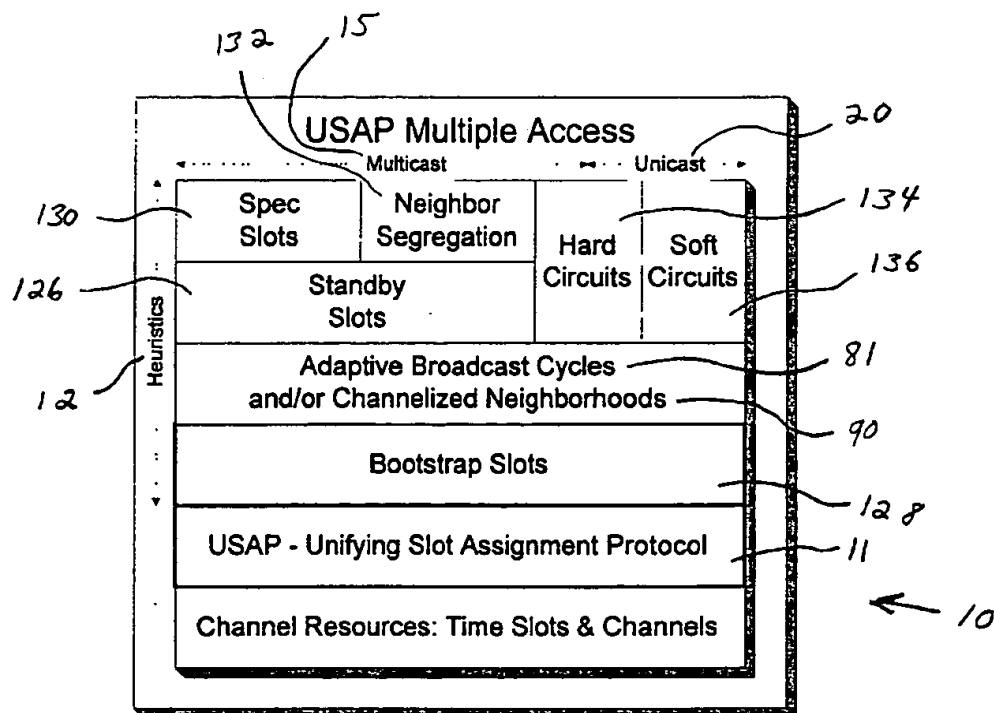 15
132
USAP Multiple Access
20
Multicast
Unicast
130
Spec
Slots
Neighbor
Segregation
134
Hard
Circuits
Soft
Circuits
136
126
Standby
Slots
Heuristics
12
Adaptive Broadcast Cycles
and/or Channelized Neighborhoods
81
90
Bootstrap Slots
128
USAP - Unifying Slot Assignment Protocol
11
10
Channel Resources: Time Slots & Channels